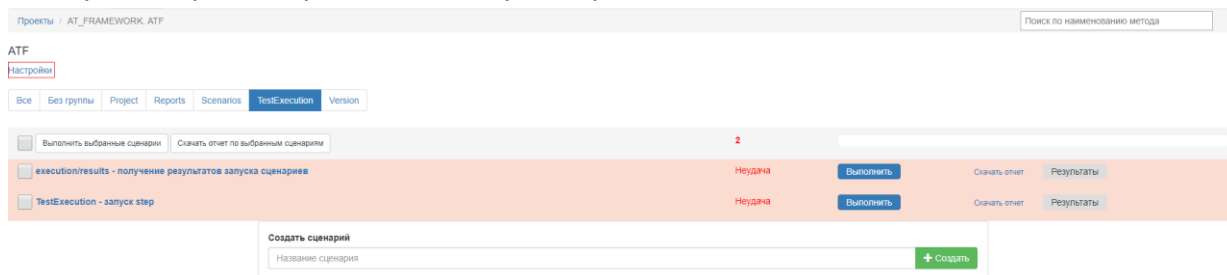 Проекты / AT_FRAMEWORK. ATF
Поиск по наименованию метода
ATF
Настройки
Все Без группы Project Reports Scenarios TestExecution Version
Выполнить выбранные сценарии Скачать отчет по выбранным сценариям 2
execution/results - получение результатов запуска сценариев Неудача Выполнить Скачать отчет Результаты
TestExecution - запуск step Неудача Выполнить Скачать отчет Результаты
Создать сценарий
Название сценария + Создать